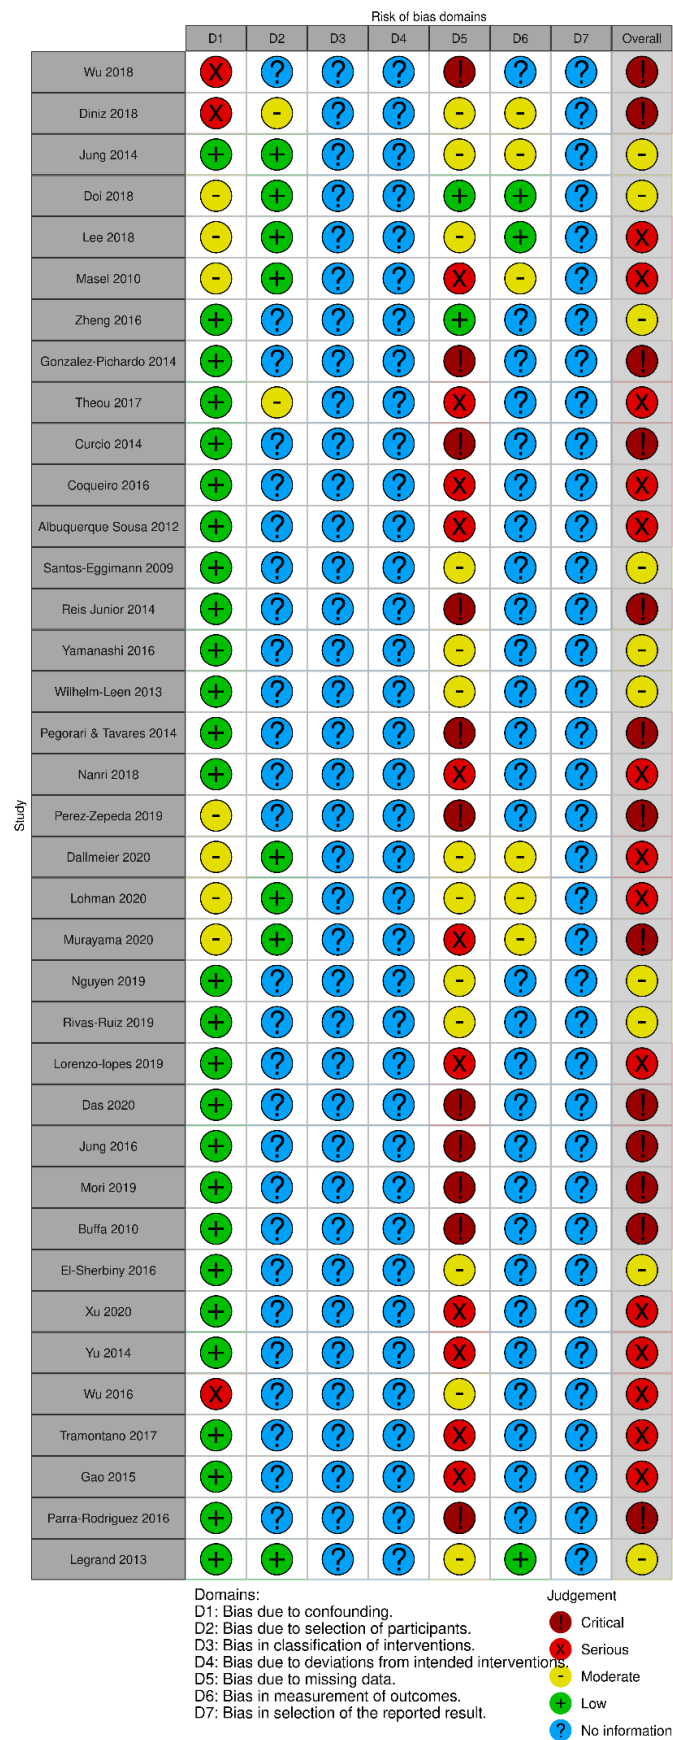 Risk of bias domains
D1 D2 D3 D4 D5 D6 D7 Overall
Wu 2018 X ? ? ? ! ? ? !
Diniz 2018 X - ? ? - - ? !
Jung 2014 + + ? ? - - ? -
Doi 2018 - + ? ? + + ? -
Lee 2018 - + ? ? - + ? X
Masel 2010 - + ? ? X - ? X
Zheng 2016 + ? ? ? + ? ? -
Gonzalez-Pichardo 2014 + ? ? ? ! ? ? !
Theou 2017 + - ? ? X ? ? X
Curcio 2014 + ? ? ? ! ? ? !
Coqueiro 2016 + ? ? ? X ? ? X
Albuquerque Sousa 2012 + ? ? ? X ? ? X
Santos-Eggimann 2009 + ? ? ? - ? ? -
Reis Junior 2014 + ? ? ? ! ? ? !
Yamanashi 2016 + ? ? ? - ? ? -
Wilhelm-Leen 2013 + ? ? ? - ? ? -
Pegorari & Tavares 2014 + ? ? ? ! ? ? !
Nanri 2018 + ? ? ? X ? ? X
Study
Perez-Zepeda 2019 - ? ? ? ! ? ? !
Dallmeier 2020 - + ? ? - - ? X
Lohman 2020 - + ? ? - - ? X
Murayama 2020 - + ? ? X - ? !
Nguyen 2019 + ? ? ? - ? ? -
Rivas-Ruiz 2019 + ? ? ? - ? ? -
Lorenzo-lopes 2019 + ? ? ? X ? ? X
Das 2020 + ? ? ? ! ? ? !
Jung 2016 + ? ? ? ! ? ? !
Mori 2019 + ? ? ? ! ? ? !
Buffa 2010 + ? ? ? ! ? ? !
El-Sherbiny 2016 + ? ? ? - ? ? -
Xu 2020 + ? ? ? X ? ? X
Yu 2014 + ? ? ? X ? ? X
Wu 2016 X ? ? ? - ? ? X
Tramontano 2017 + ? ? ? X ? ? X
Gao 2015 + ? ? ? X ? ? X
Parra-Rodriguez 2016 + ? ? ? ! ? ? !
Legrand 2013 + + ? ? - + ? -
Domains:
D1: Bias due to confounding.
D2: Bias due to selection of participants.
D3: Bias in classification of interventions.
D4: Bias due to deviations from intended interventions.
D5: Bias due to missing data.
D6: Bias in measurement of outcomes.
D7: Bias in selection of the reported result.
Judgement
! Critical
X Serious
- Moderate
+ Low
? No information